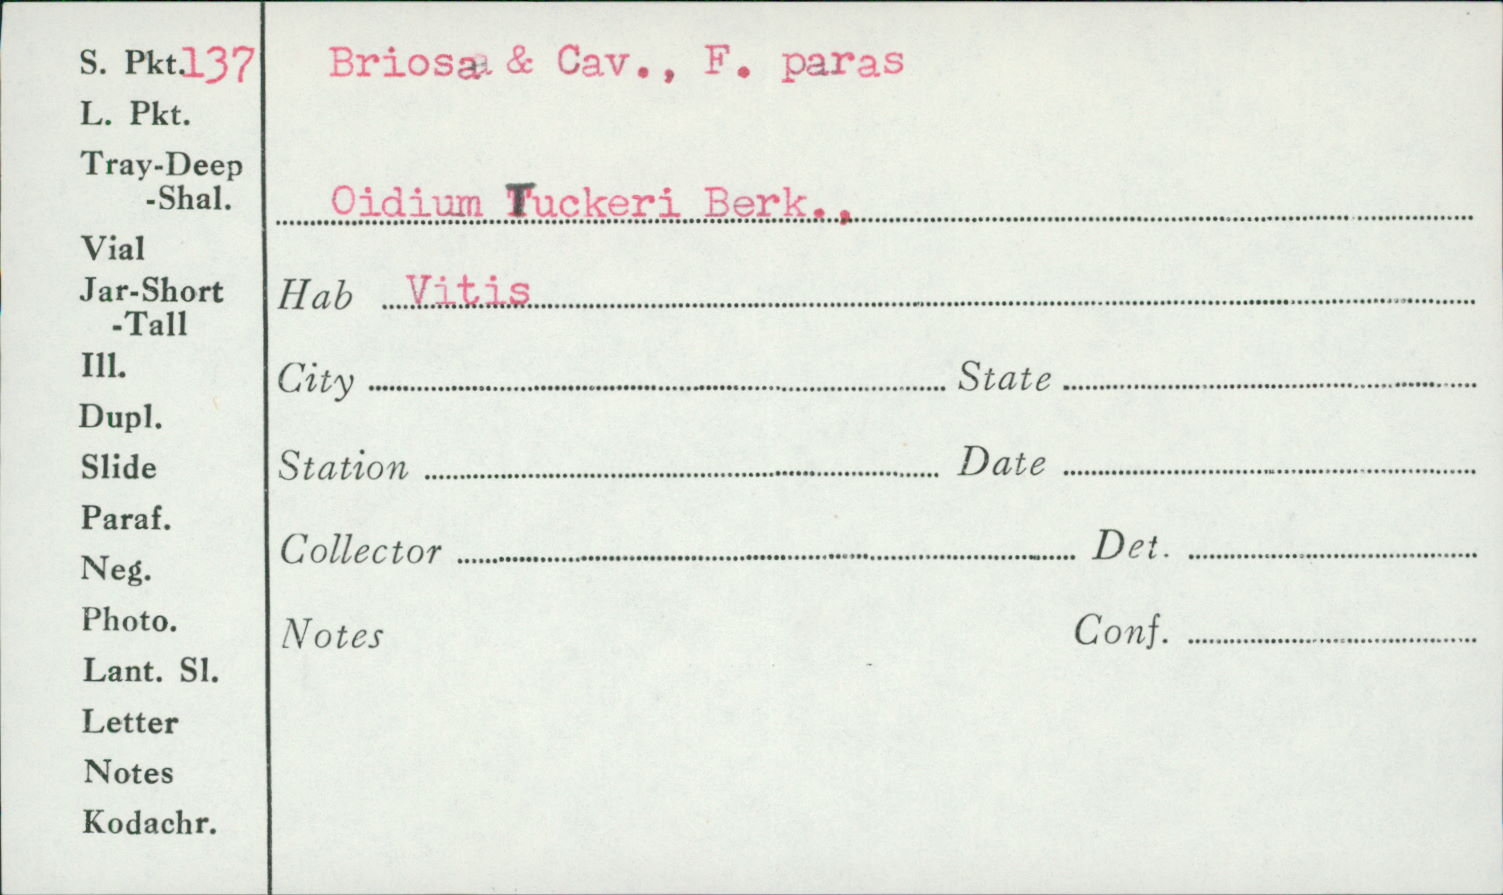 S. Pkt.137
L. Pkt.
Tray-Deep
-Shal.
Vial
Jar-Short
-Tall
Ill.
Dupl.
Slide
Paraf.
Neg.
Photo.
Lant. Sl.
Letter
Notes
Kodachr.
Briosa & Cav., F. paras
Oidium Tuckeri Berk.,
Hab Vitis
City State
Station Date
Collector Det.
Notes Conf.